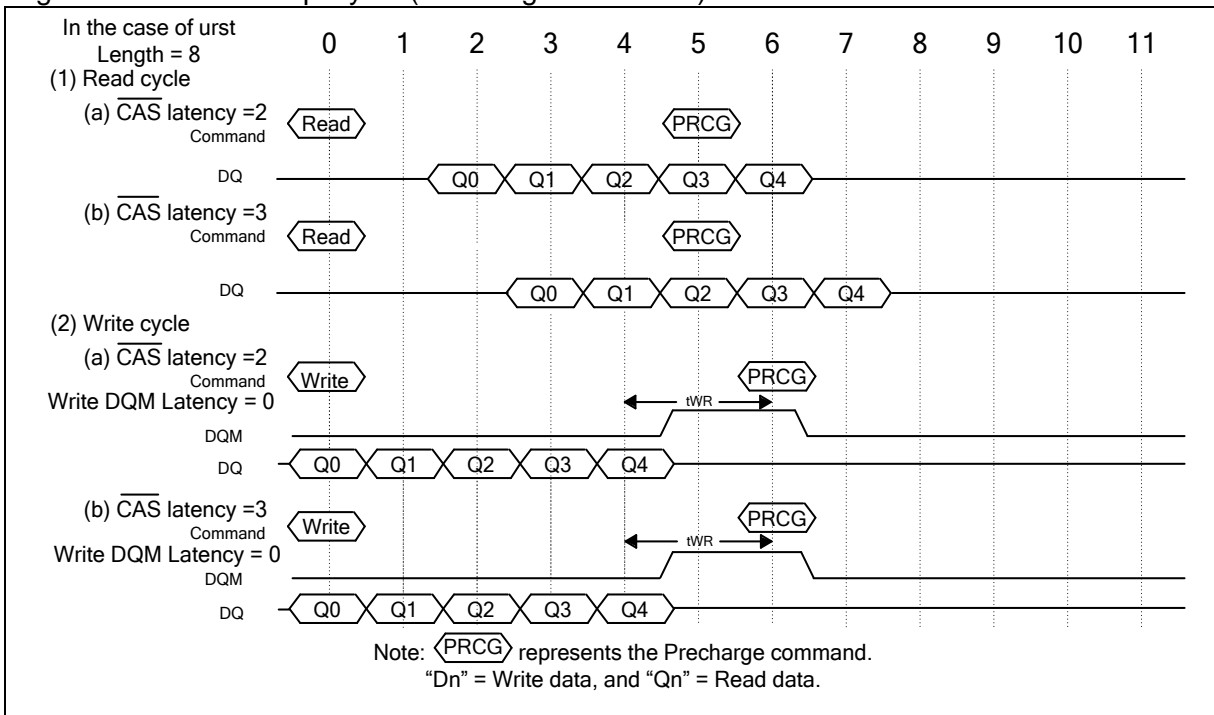 In the case of urst
Length = 8
0 1 2 3 4 5 6 7 8 9 10 11
(1) Read cycle
(a) CAS latency =2
Command
Read
PRCG
DQ
Q0 Q1 Q2 Q3 Q4
(b) CAS latency =3
Command
Read
PRCG
DQ
Q0 Q1 Q2 Q3 Q4
(2) Write cycle
(a) CAS latency =2
Command
Write
PRCG
Write DQM Latency = 0
tWR
DQM
DQ
Q0 Q1 Q2 Q3 Q4
(b) CAS latency =3
Command
Write
PRCG
Write DQM Latency = 0
tWR
DQM
DQ
Q0 Q1 Q2 Q3 Q4
Note: PRCG represents the Precharge command.
“Dn” = Write data, and “Qn” = Read data.